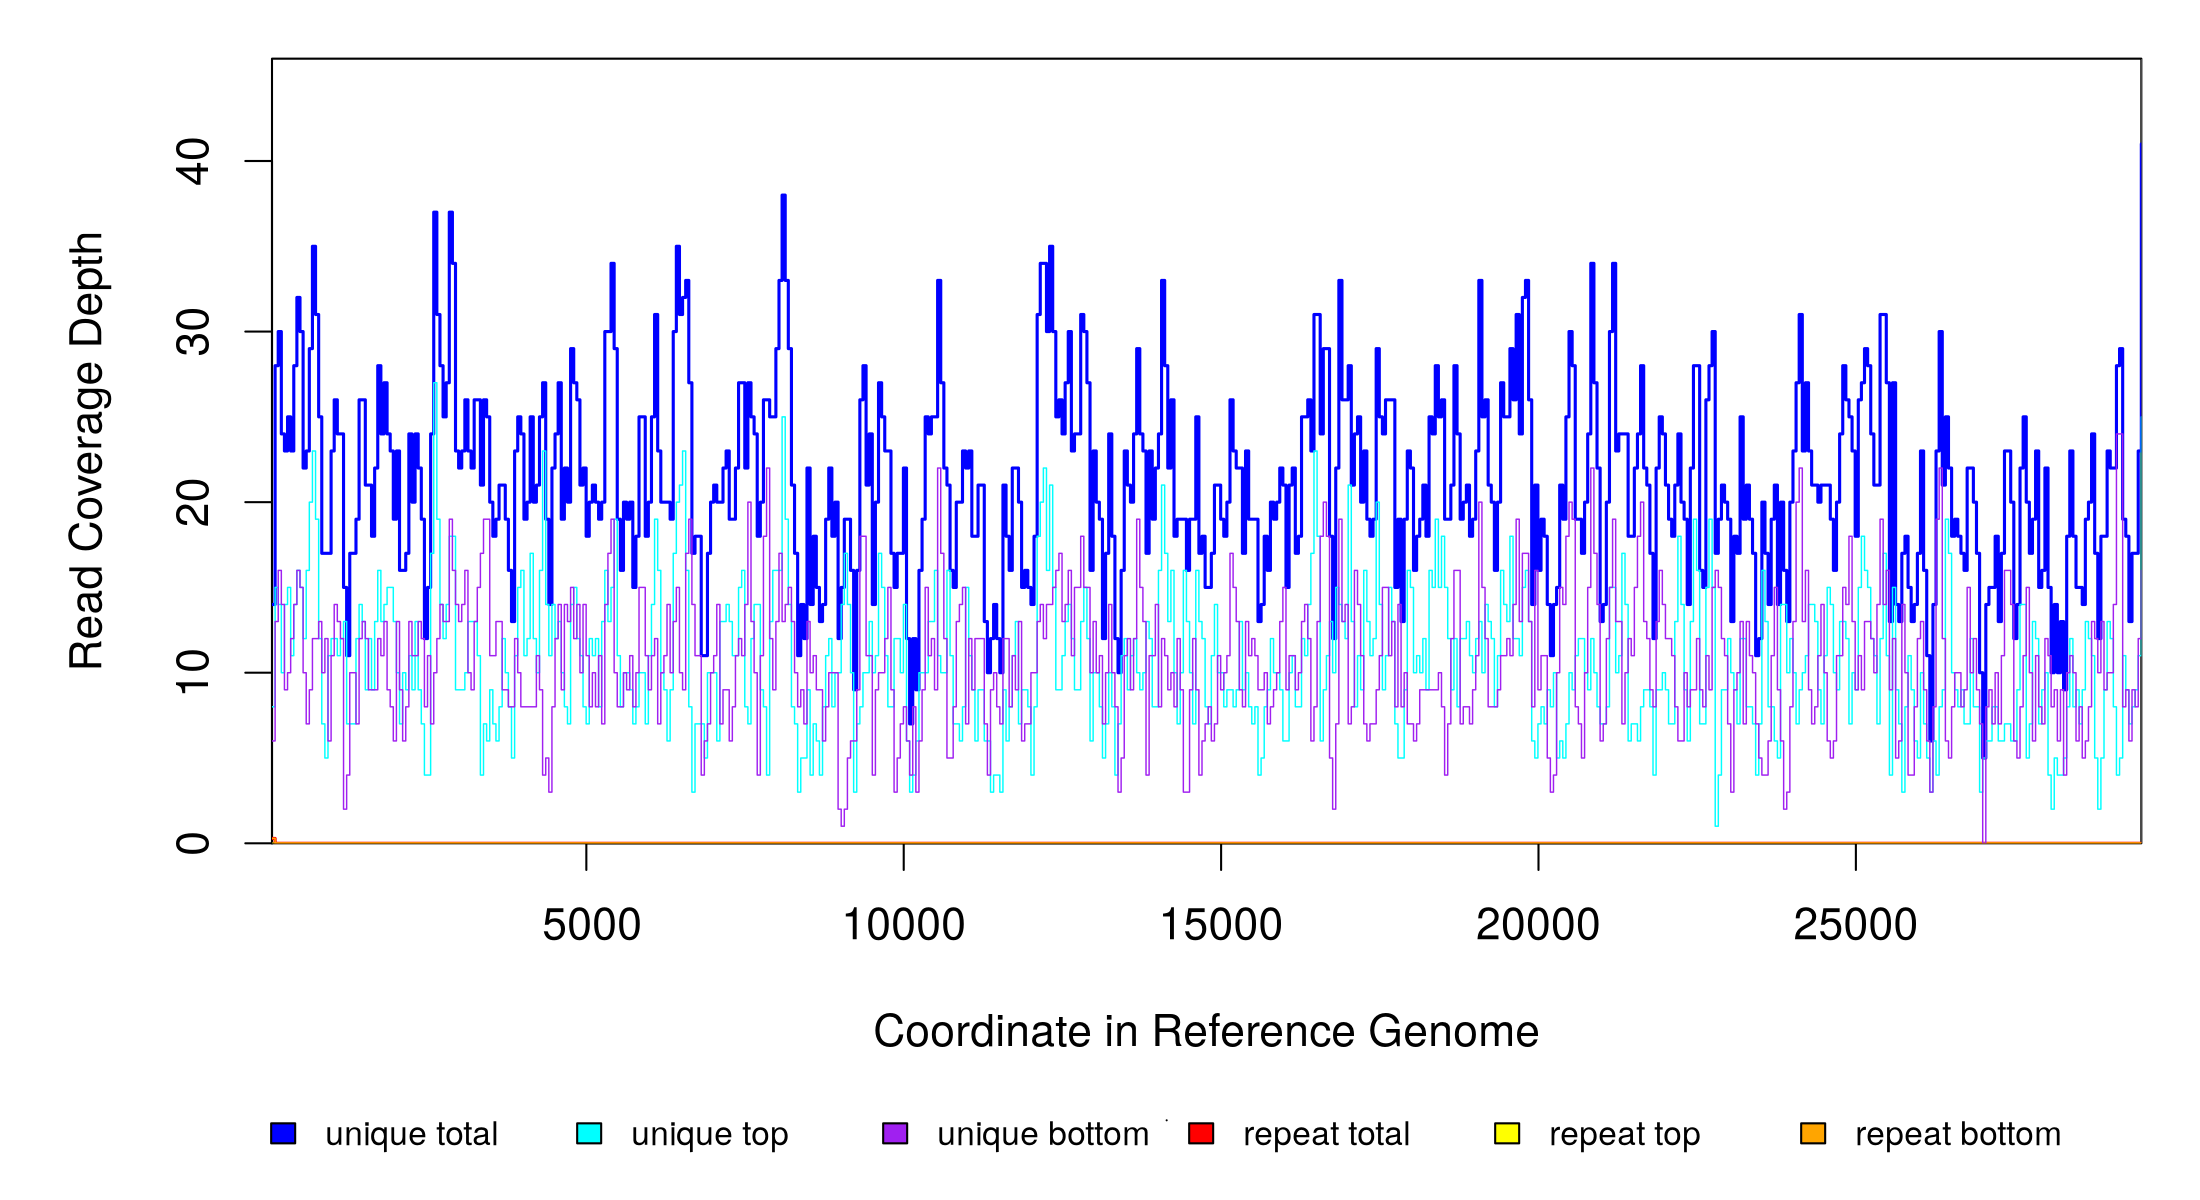 Read Coverage Depth
40
30
20
10
0
5000 10000 15000 20000 25000
Coordinate in Reference Genome
unique total unique top unique bottom repeat total repeat top repeat bottom